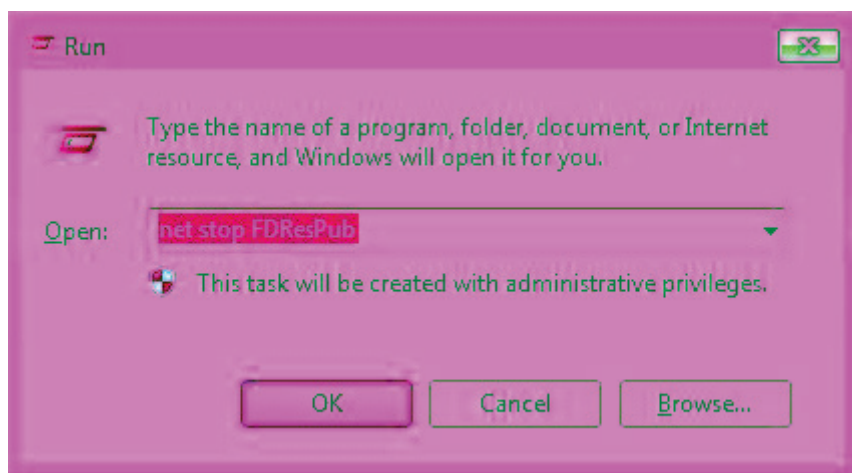 Run
Type the name of a program, folder, document, or Internet
resource, and Windows will open it for you.
Open: net stop FDResPub
This task will be created with administrative privileges.
OK Cancel Browse...